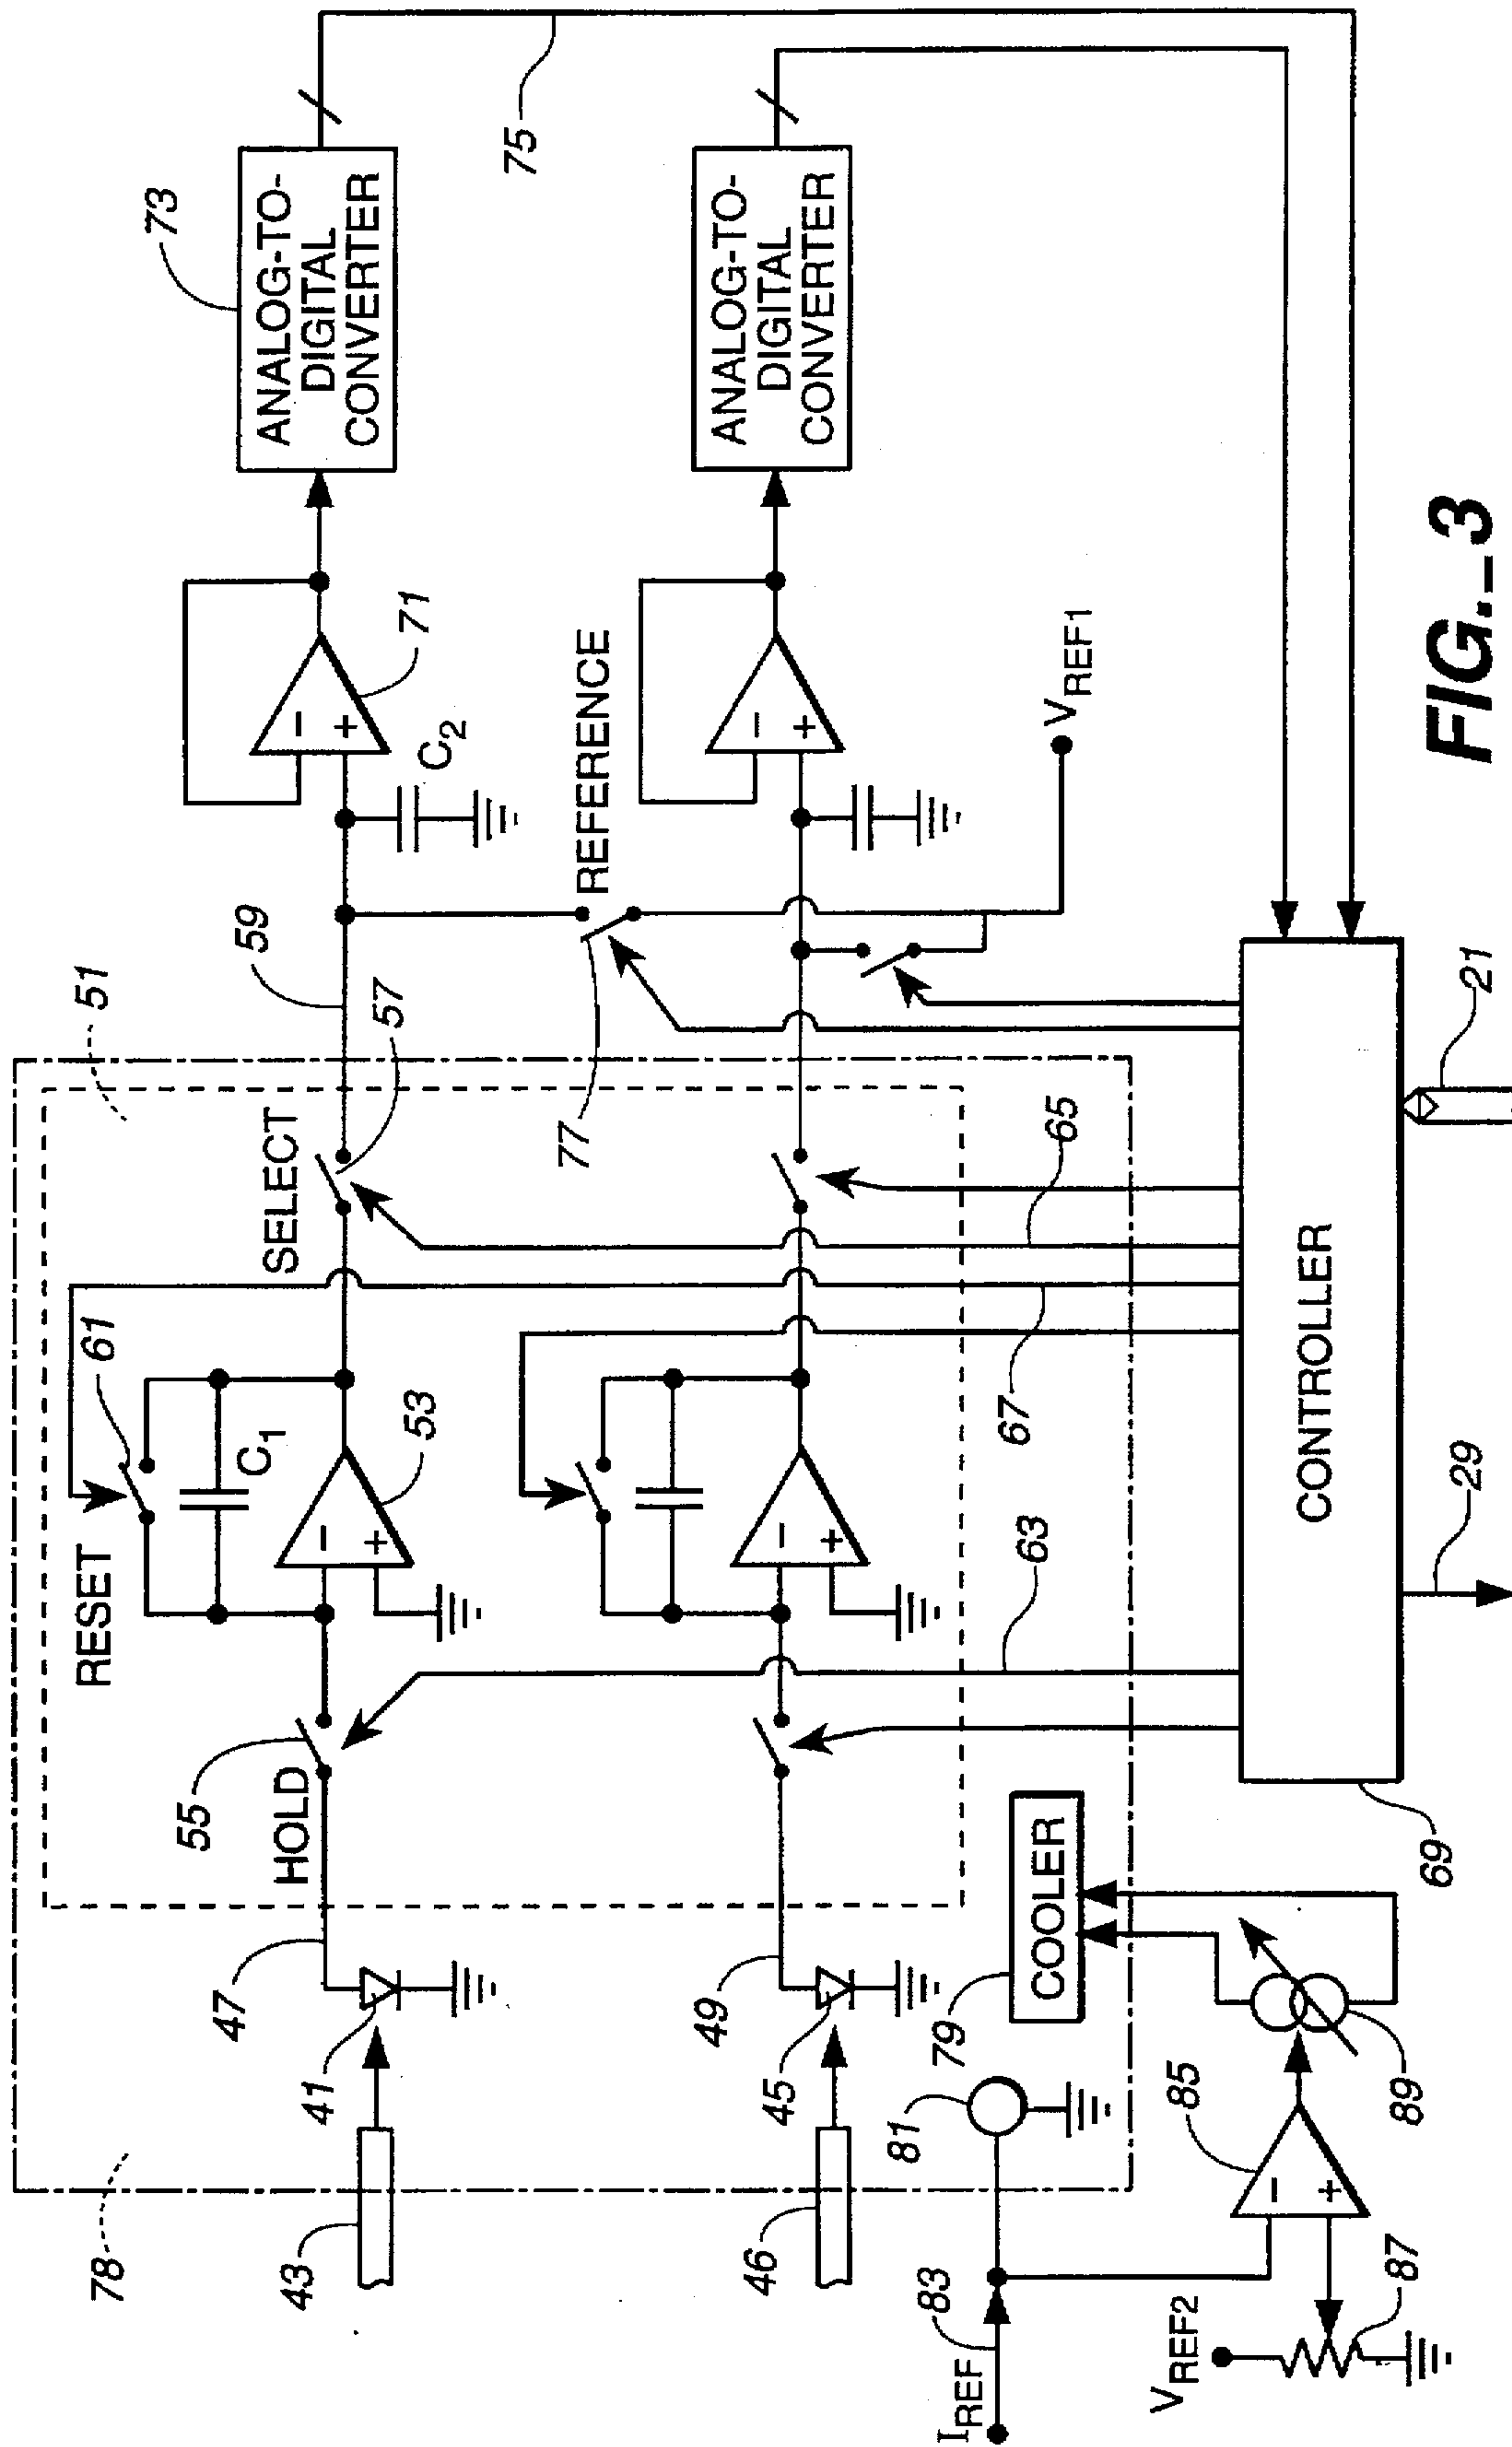 78
51
RESET
61
C1
53
55
HOLD
SELECT
57
59
47
41
43
C2
71
73
ANALOG-TO-
DIGITAL
CONVERTER
75
77
REFERENCE
49
45
46
ANALOG-TO-
DIGITAL
CONVERTER
VREF1
63
67
65
81
79
COOLER
IREF
83
VREF2
85
87
89
CONTROLLER
69
29
21
- + - +
- + - +
- +
FIG._3